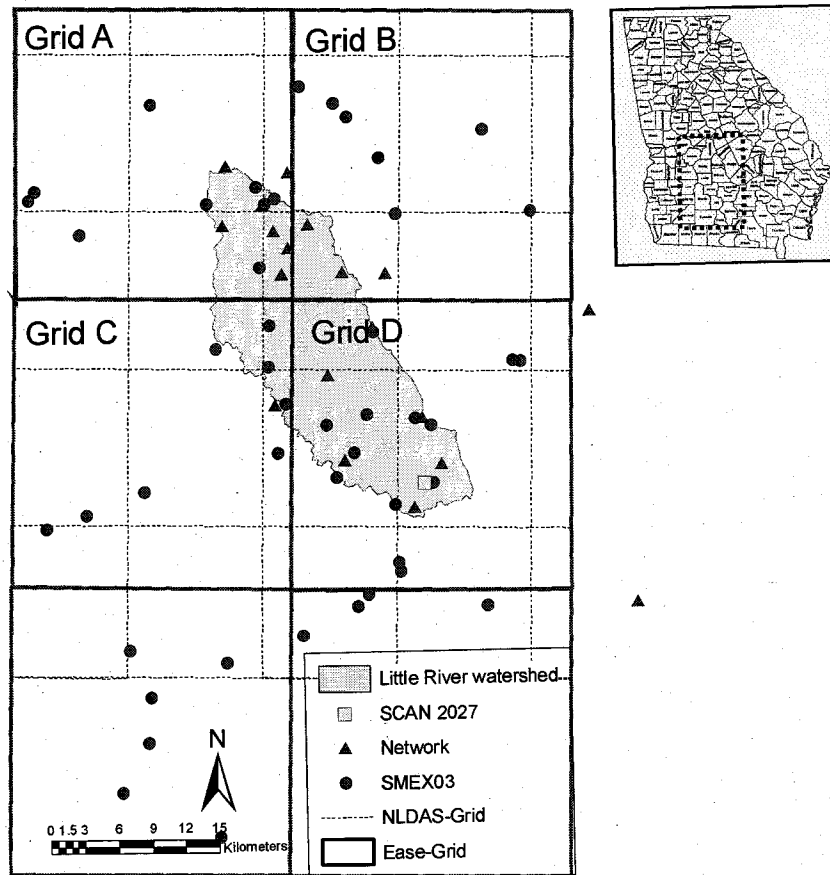 Grid A
Grid B
Grid C
Grid D
Little River watershed
SCAN 2027
Network
SMEX03
NLDAS-Grid
Ease-Grid
N
0 1.5 3 6 9 12 15
Kilometers